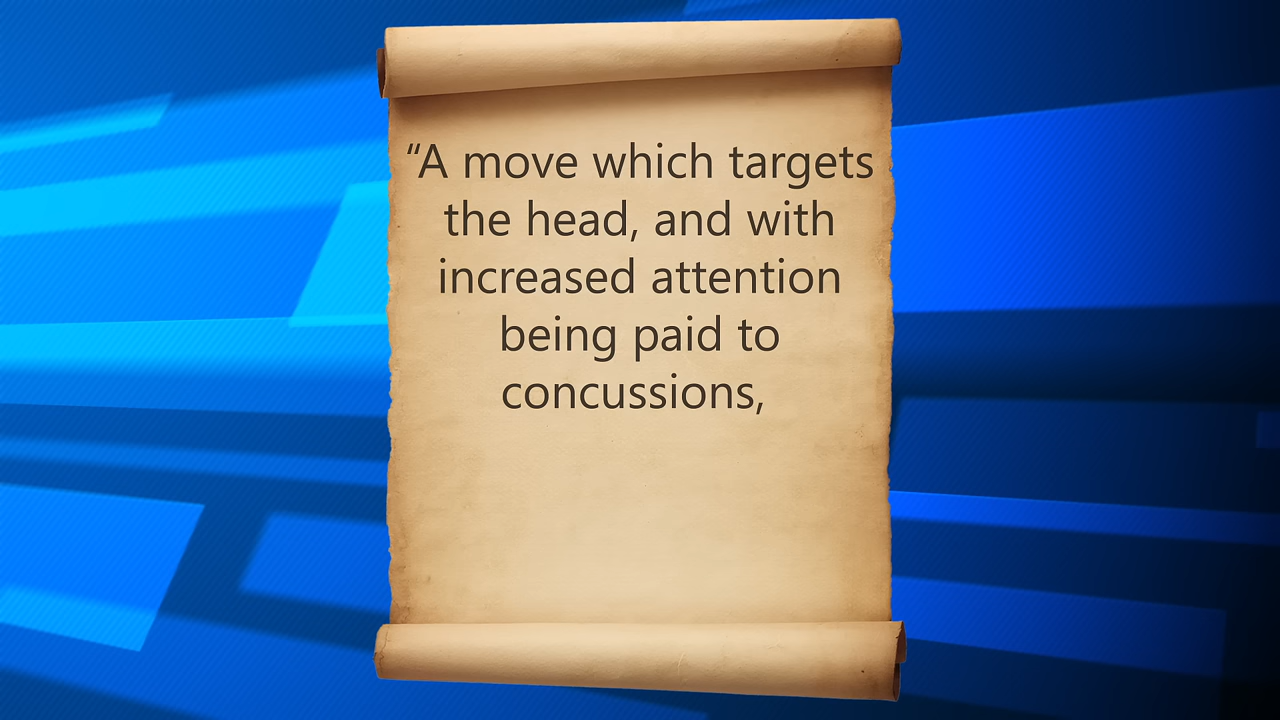 “A move which targets
the head, and with
increased attention
being paid to
concussions,